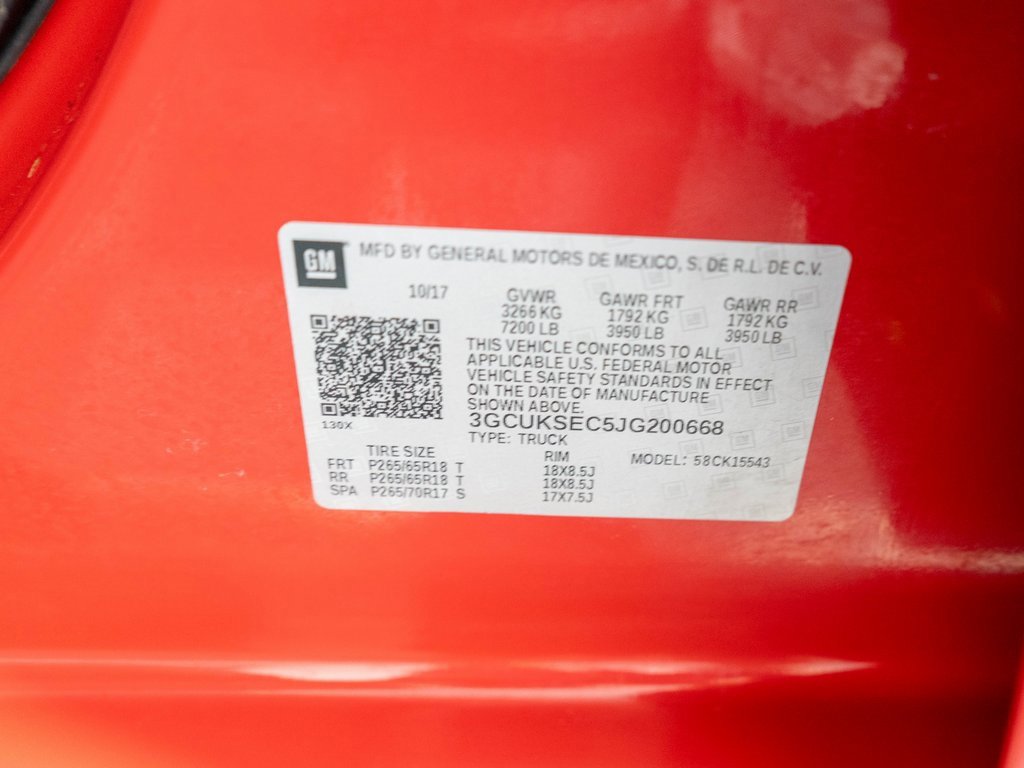 GM
MFD BY GENERAL MOTORS DE MEXICO, S. DE R.L. DE C.V.
10/17 GVWR GAWR FRT GAWR RR
3266 KG 1792 KG 1792 KG
7200 LB 3950 LB 3950 LB
THIS VEHICLE CONFORMS TO ALL
APPLICABLE U.S. FEDERAL MOTOR
VEHICLE SAFETY STANDARDS IN EFFECT
ON THE DATE OF MANUFACTURE
SHOWN ABOVE.
3GCUKSEC5JG200668
130X
TYPE: TRUCK
TIRE SIZE RIM MODEL: 58CK15543
FRT P265/65R18 T 18X8.5J
RR P265/65R18 T 18X8.5J
SPA P265/70R17 S 17X7.5J